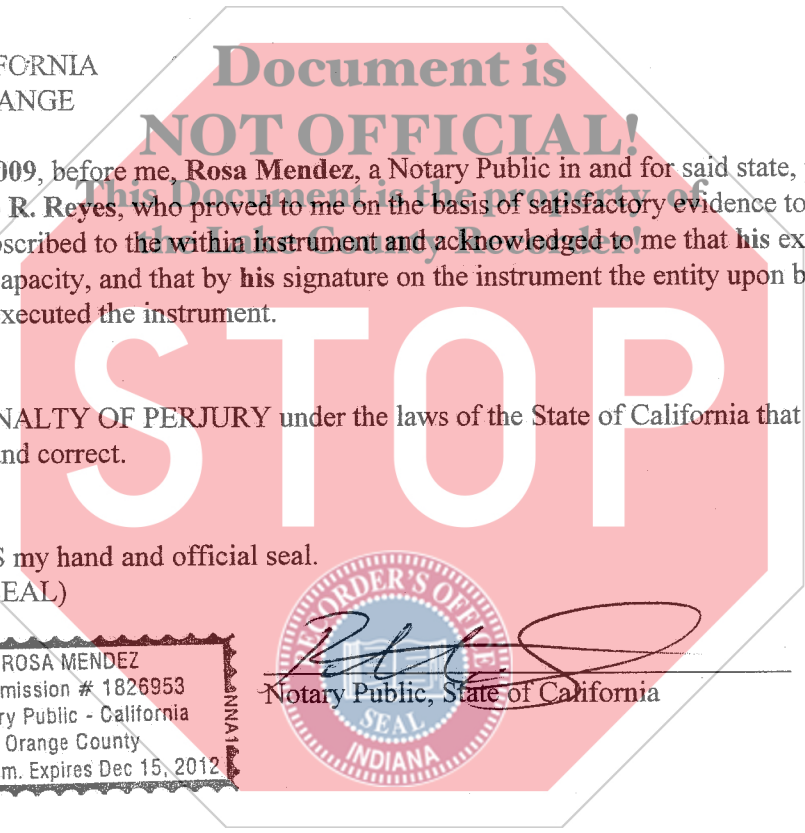 FORNIA
ANGE
Document is
NOT OFFICIAL!
This Document is the property of
the Lake County Recorder!
009, before me, Rosa Mendez, a Notary Public in and for said state,
R. Reyes, who proved to me on the basis of satisfactory evidence to
bscribed to the within instrument and acknowledged to me that his ex
apacity, and that by his signature on the instrument the entity upon b
xecuted the instrument.
STOP
NALTY OF PERJURY under the laws of the State of California that
nd correct.
S my hand and official seal.
EAL)
ROSA MENDEZ
mission # 1826953
ry Public - California
Orange County
m. Expires Dec 15, 2012
NNA1
Notary Public, State of California
RECORDER'S OFFICE
SEAL
INDIANA